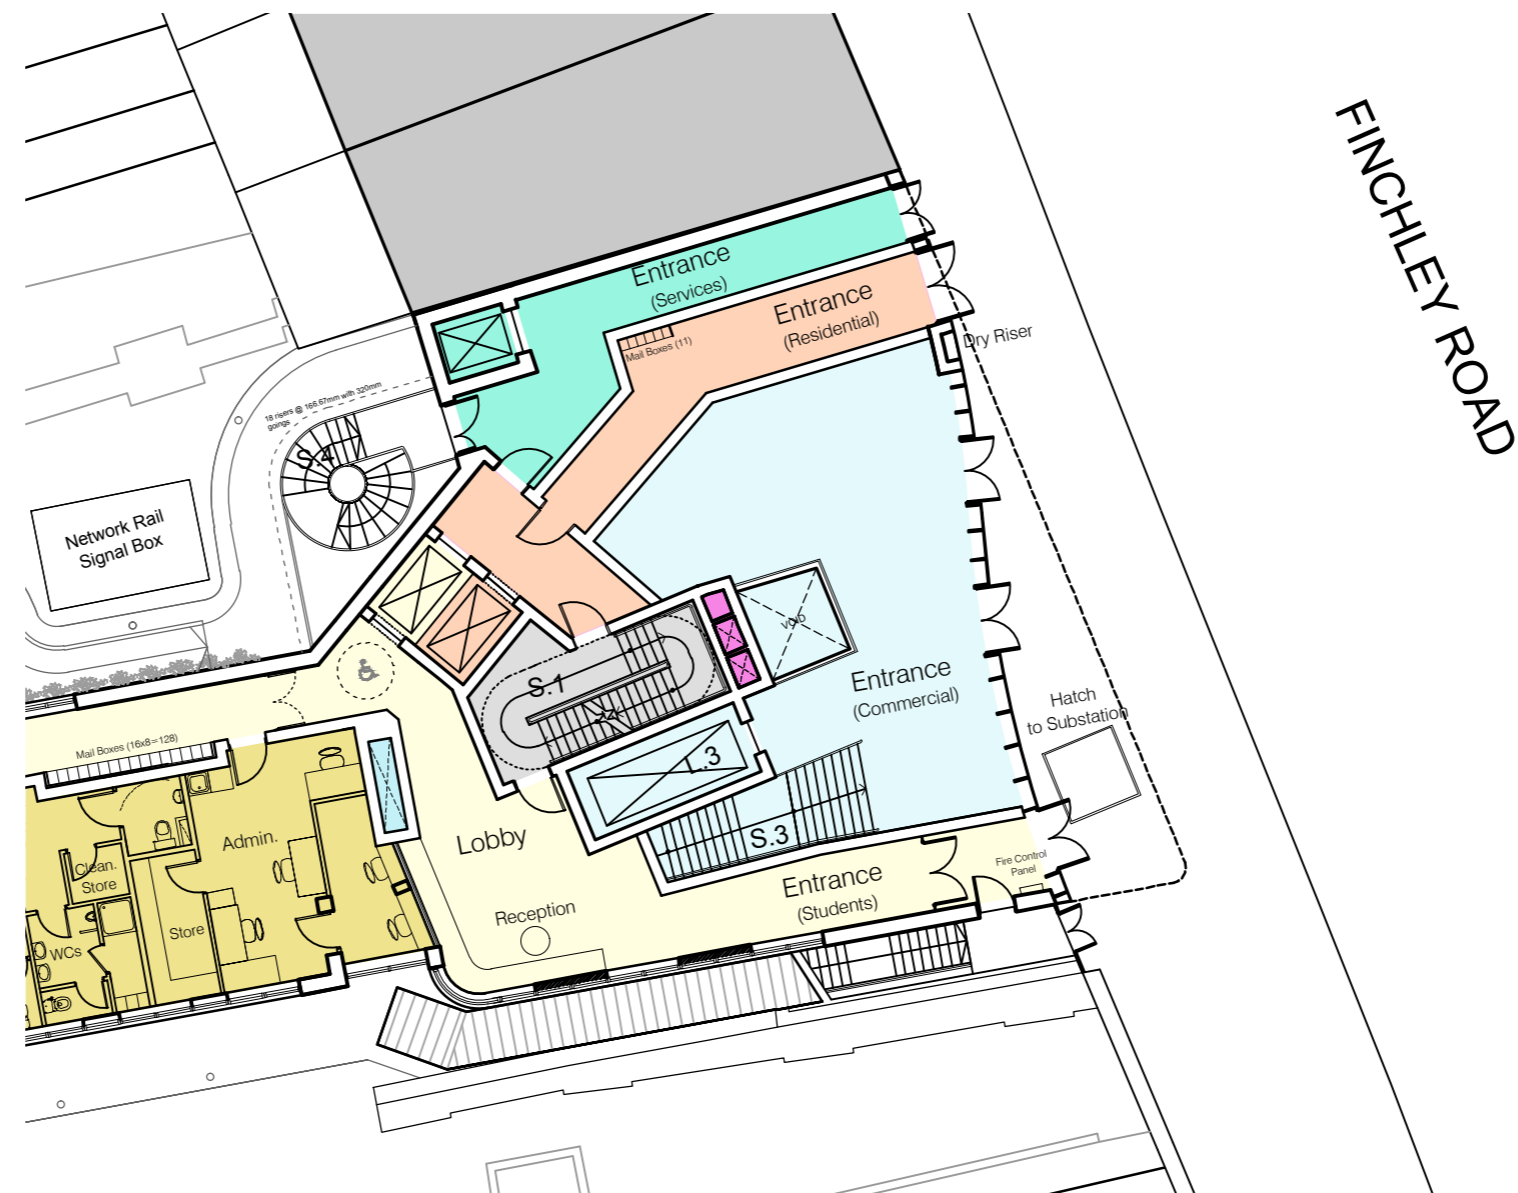 FINCHLEY ROAD
Entrance
(Services)
Entrance
(Residential)
Mail Boxes (11)
Dry Riser
18 risers @ 166.67mm with 320mm
goings
S.4
Network Rail
Signal Box
VOID
S.1
Entrance
(Commercial)
Hatch
to Substation
Mail Boxes (16x8=128)
L.3
S.3
Lobby
Admin.
Clean.
Store
Store
WCs
Reception
Entrance
(Students)
Fire Control
Panel